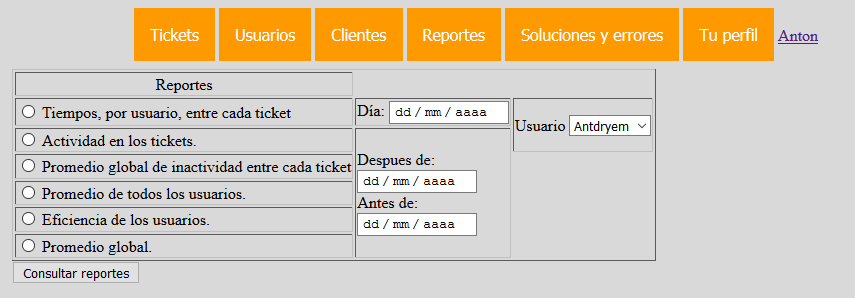 Tickets Usuarios Clientes Reportes Soluciones y errores Tu perfil Anton
Reportes
Tiempos, por usuario, entre cada ticket
Día: dd / mm / aaaa
Usuario Antdryem
Actividad en los tickets.
Promedio global de inactividad entre cada ticket
Promedio de todos los usuarios.
Eficiencia de los usuarios.
Promedio global.
Despues de:
dd / mm / aaaa
Antes de:
dd / mm / aaaa
Consultar reportes